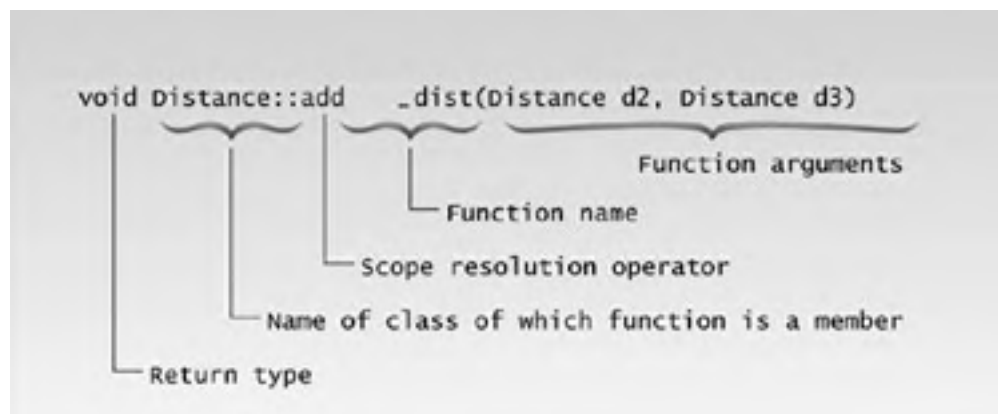 void Distance::add _dist(Distance d2, Distance d3)
Function arguments
Function name
Scope resolution operator
Name of class of which function is a member
Return type